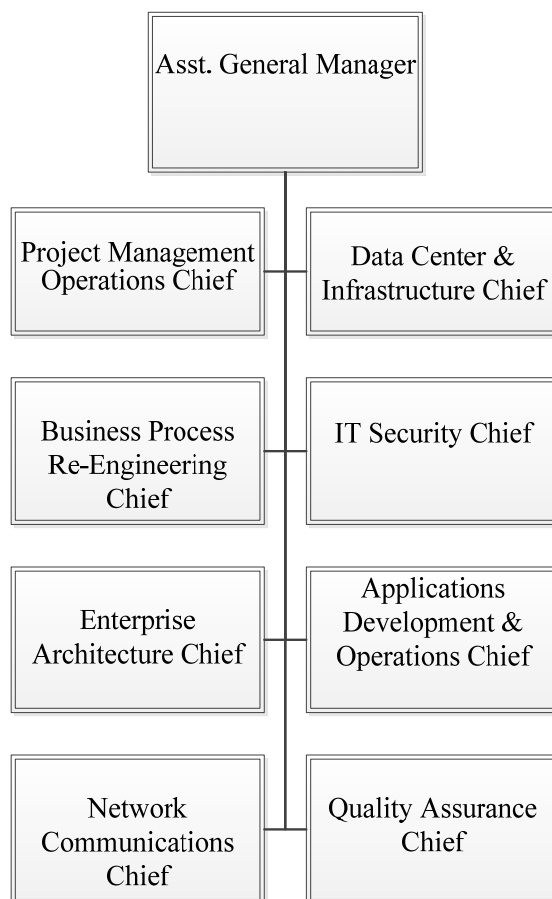 Asst. General Manager
Project Management
Operations Chief
Data Center &
Infrastructure Chief
Business Process
Re-Engineering
Chief
IT Security Chief
Enterprise
Architecture Chief
Applications
Development &
Operations Chief
Network
Communications
Chief
Quality Assurance
Chief